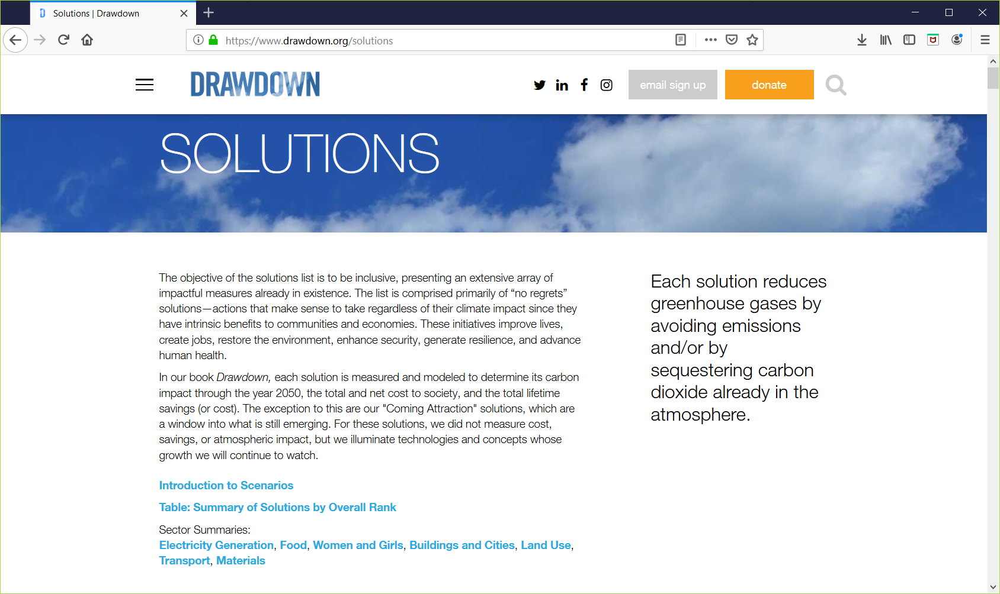 Solutions | Drawdown
https://www.drawdown.org/solutions
DRAWDOWN
email sign up
donate
SOLUTIONS
The objective of the solutions list is to be inclusive, presenting an extensive array of
impactful measures already in existence. The list is comprised primarily of “no regrets”
solutions—actions that make sense to take regardless of their climate impact since they
have intrinsic benefits to communities and economies. These initiatives improve lives,
create jobs, restore the environment, enhance security, generate resilience, and advance
human health.
In our book Drawdown, each solution is measured and modeled to determine its carbon
impact through the year 2050, the total and net cost to society, and the total lifetime
savings (or cost). The exception to this are our "Coming Attraction" solutions, which are
a window into what is still emerging. For these solutions, we did not measure cost,
savings, or atmospheric impact, but we illuminate technologies and concepts whose
growth we will continue to watch.
Introduction to Scenarios
Table: Summary of Solutions by Overall Rank
Sector Summaries:
Electricity Generation, Food, Women and Girls, Buildings and Cities, Land Use,
Transport, Materials
Each solution reduces
greenhouse gases by
avoiding emissions
and/or by
sequestering carbon
dioxide already in the
atmosphere.